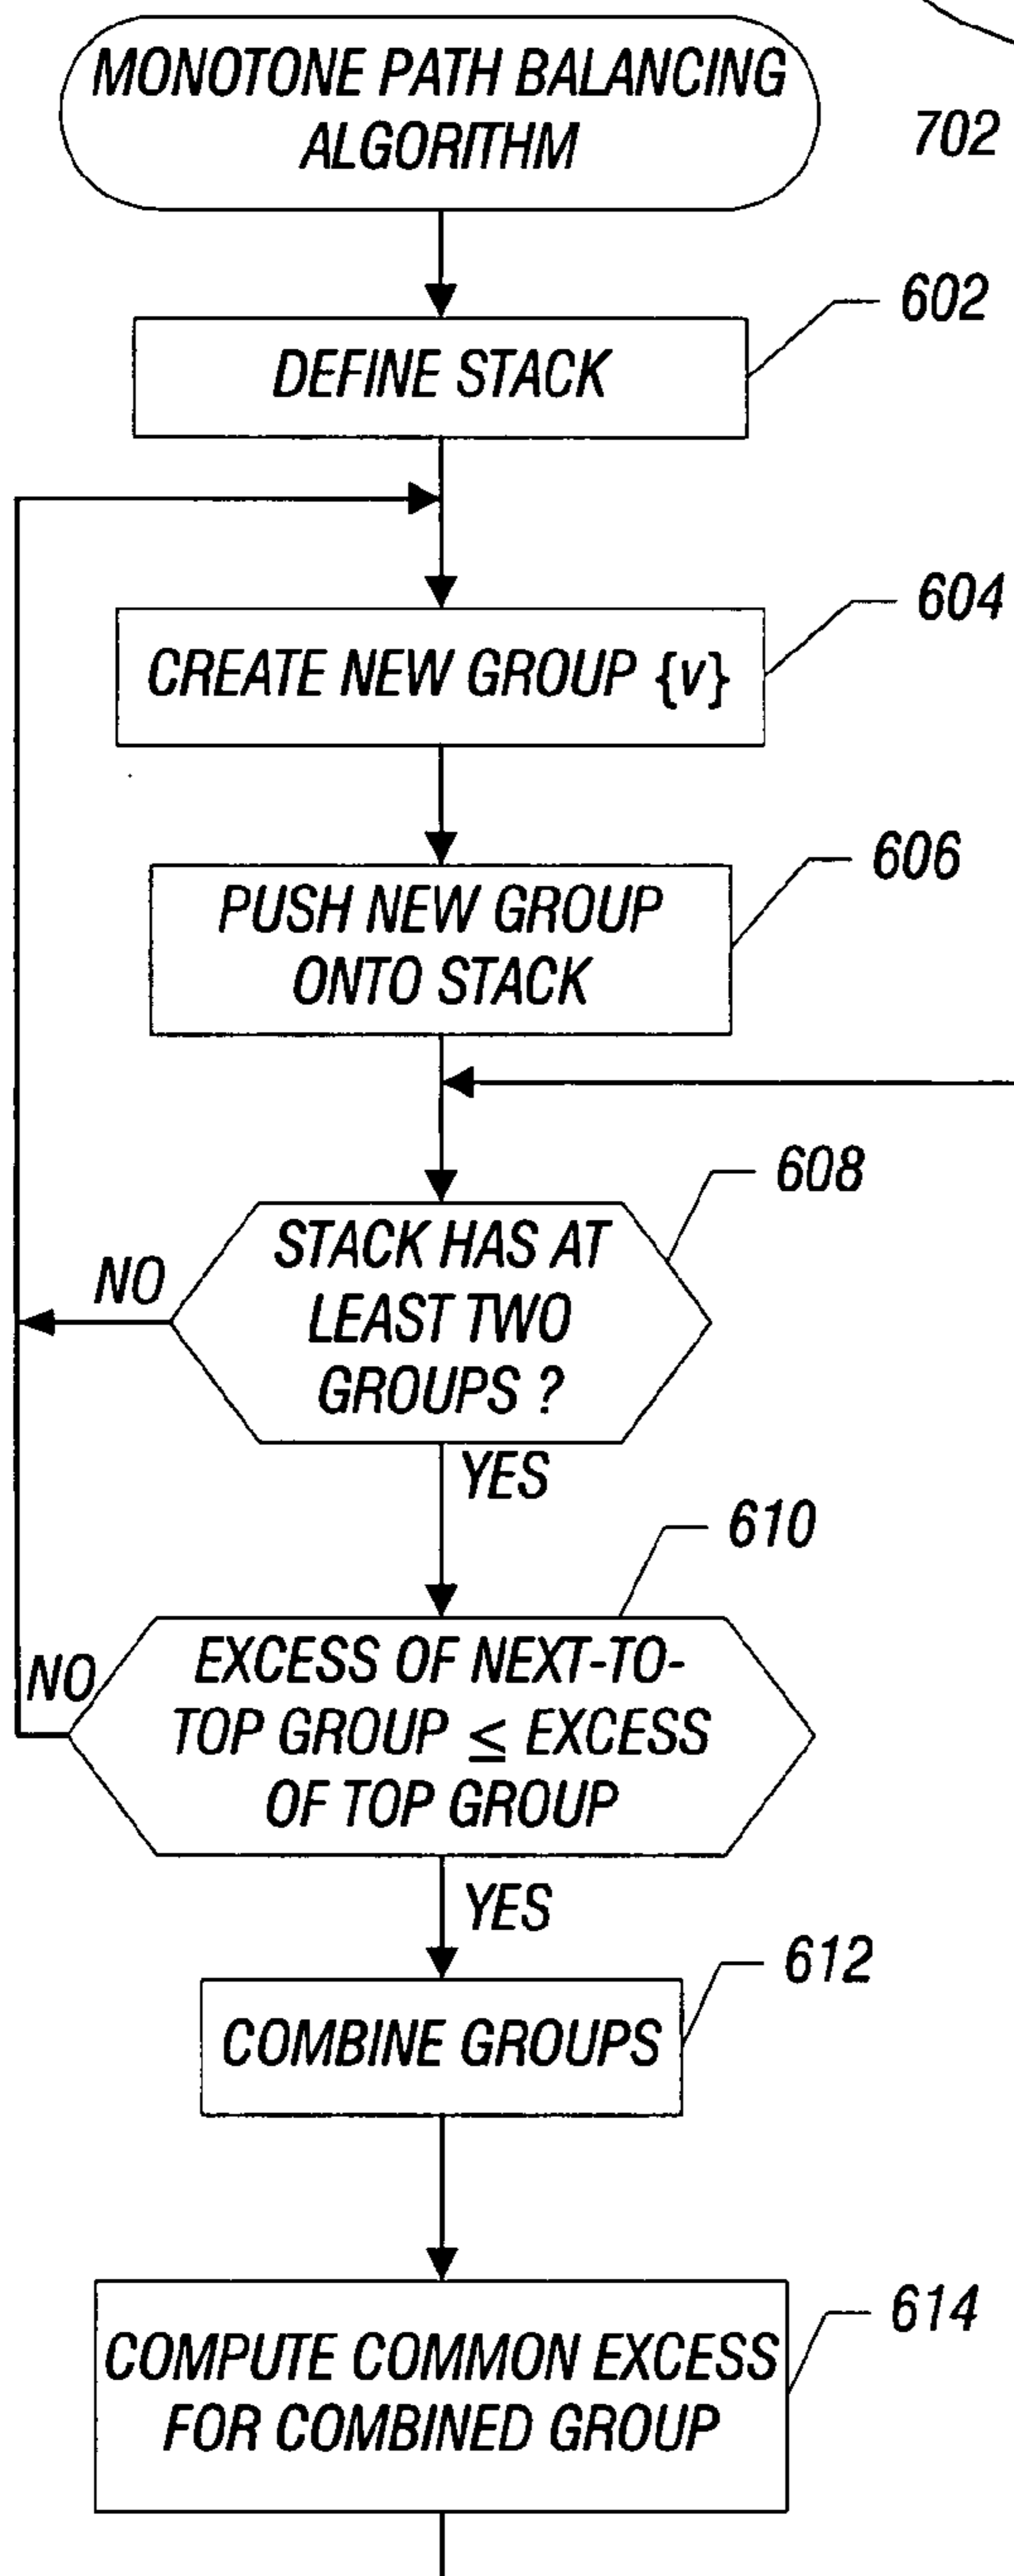 MONOTONE PATH BALANCING
ALGORITHM
702
602
DEFINE STACK
604
CREATE NEW GROUP {v}
606
PUSH NEW GROUP
ONTO STACK
608
STACK HAS AT
LEAST TWO
GROUPS ?
NO
YES
610
EXCESS OF NEXT-TO-
TOP GROUP ≤ EXCESS
OF TOP GROUP
NO
YES
612
COMBINE GROUPS
614
COMPUTE COMMON EXCESS
FOR COMBINED GROUP